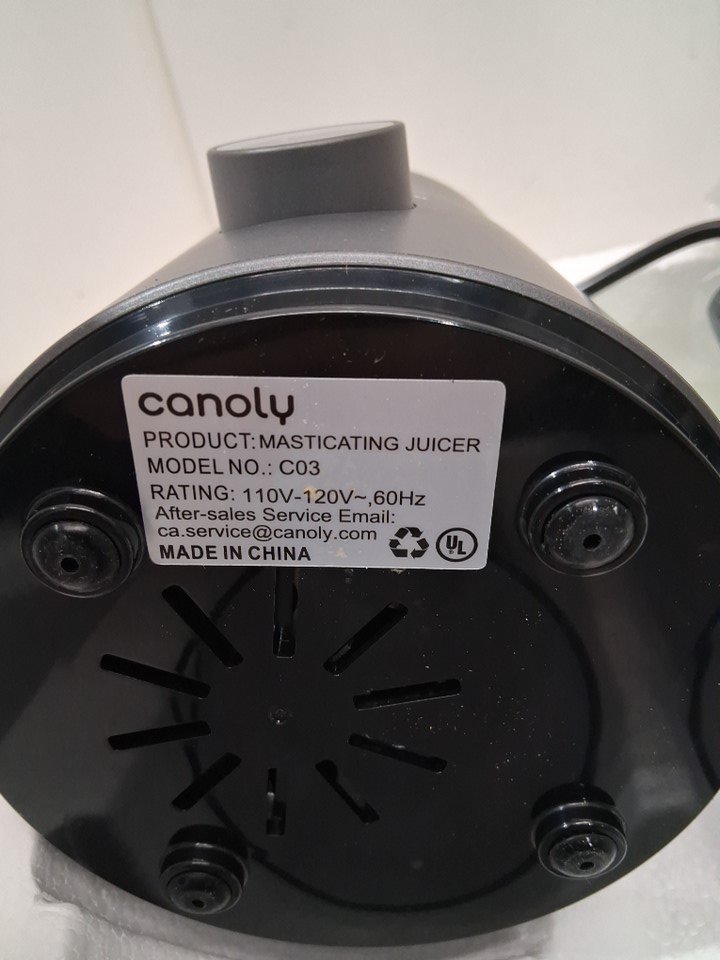 canoly
PRODUCT: MASTICATING JUICER
MODEL NO.: C03
RATING: 110V-120V~,60Hz
After-sales Service Email:
ca.service@canoly.com
MADE IN CHINA
UL